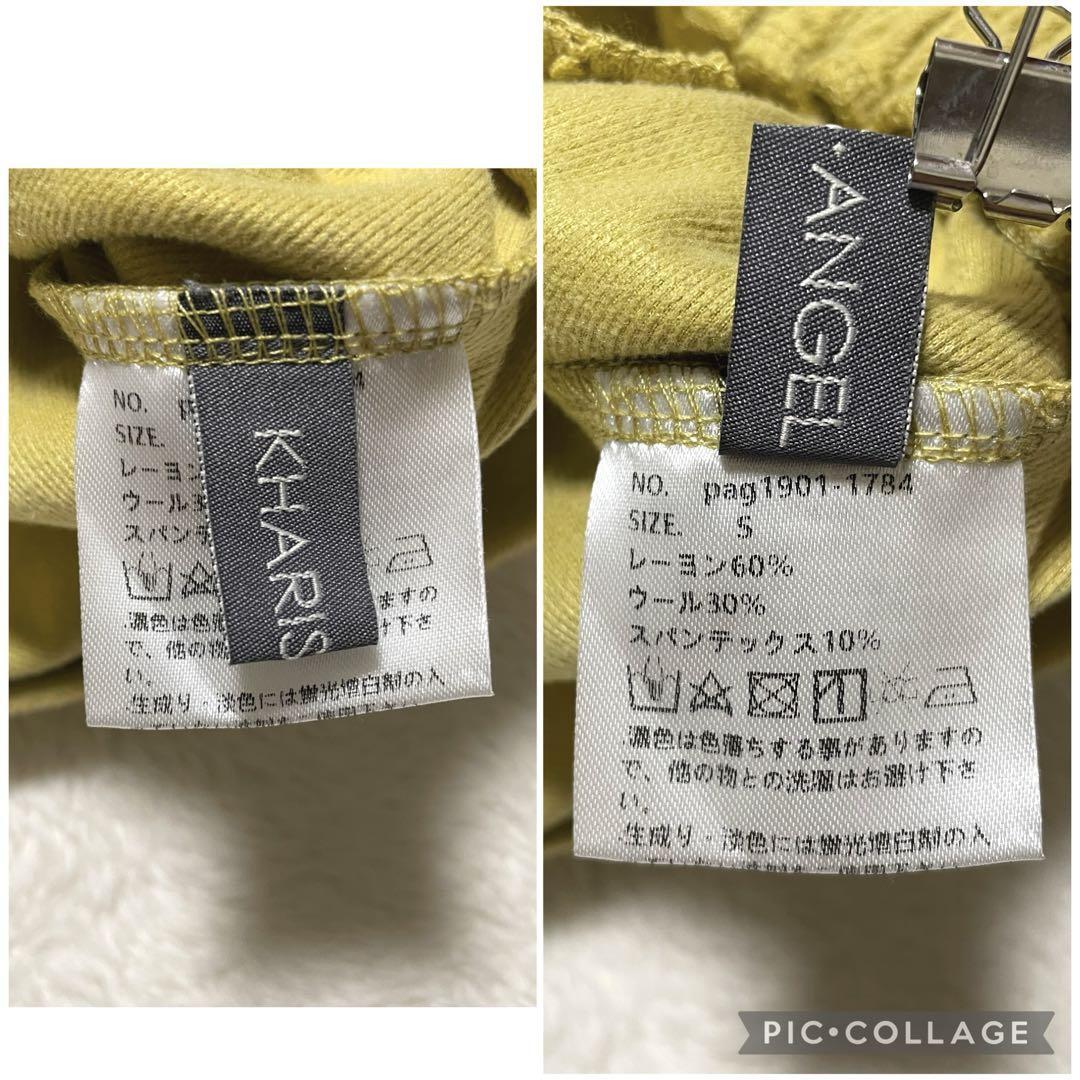 NO. p
SIZE.
レーヨン
ウール3
スパンテ
KHARIS
ますの
濃色は色落 け下さ
で、他の物
い。
生成り・淡色には蛍光増白剤の入
・ANGEL
NO. pag1901-1784
SIZE. S
レーヨン60%
ウール30%
スパンテックス10%
濃色は色落ちする事がありますの
で、他の物との洗濯はお避け下さ
い。
生成り・淡色には蛍光増白剤の入
PIC•COLLAGE